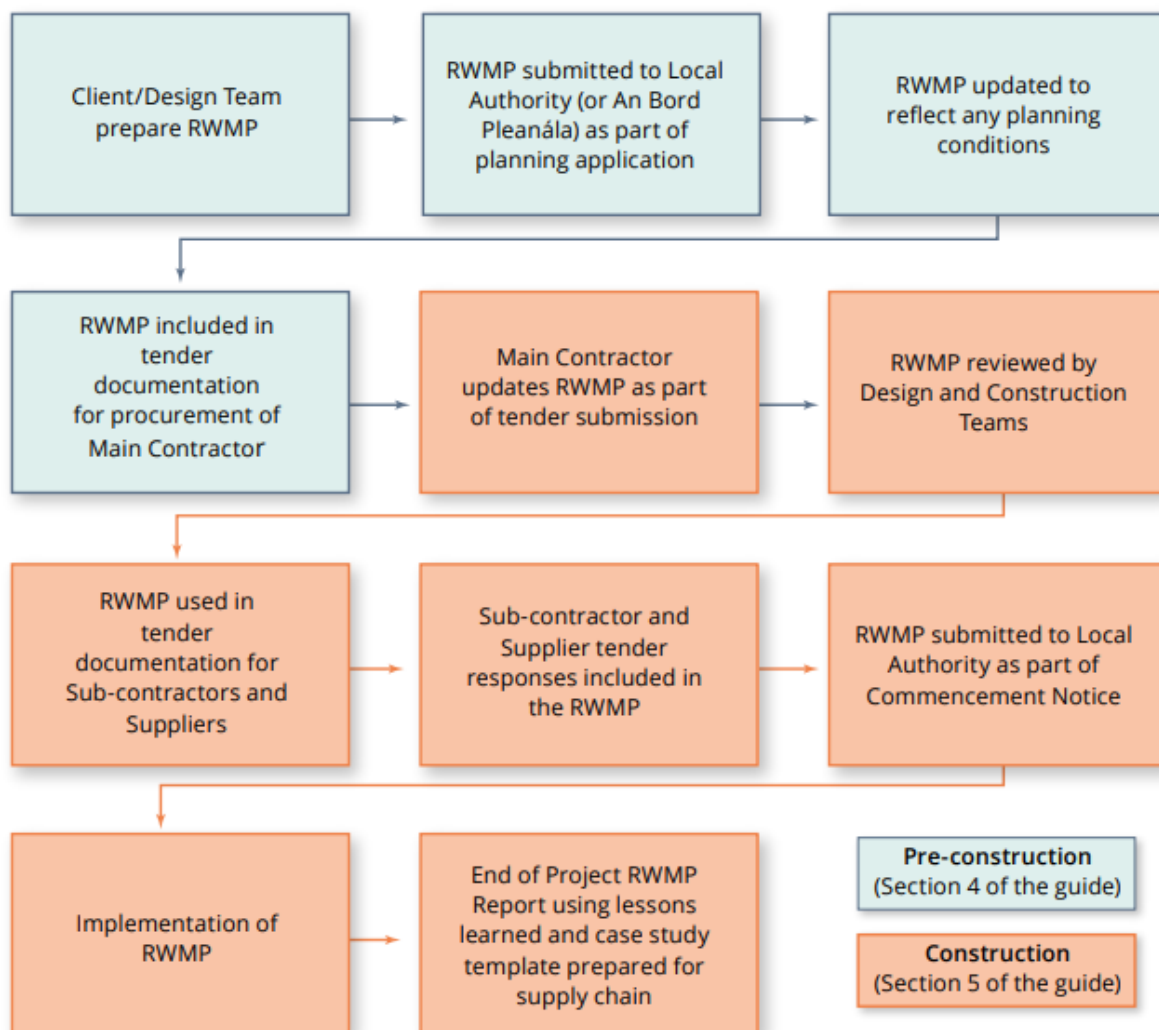 Client/Design Team
prepare RWMP
RWMP submitted to Local
Authority (or An Bord
Pleanála) as part of
planning application
RWMP updated to
reflect any planning
conditions
RWMP included in
tender
documentation
for procurement of
Main Contractor
Main Contractor
updates RWMP as part
of tender submission
RWMP reviewed by
Design and Construction
Teams
RWMP used in
tender
documentation for
Sub-contractors and
Suppliers
Sub-contractor and
Supplier tender
responses included in
the RWMP
RWMP submitted to Local
Authority as part of
Commencement Notice
Implementation of
RWMP
End of Project RWMP
Report using lessons
learned and case study
template prepared for
supply chain
Pre-construction
(Section 4 of the guide)
Construction
(Section 5 of the guide)